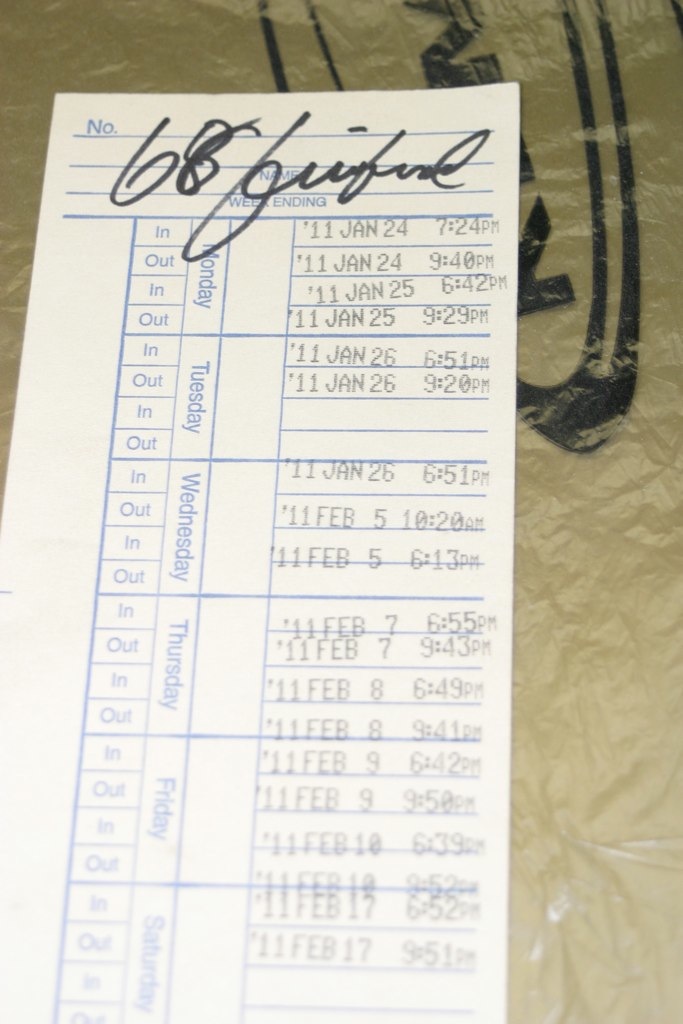 No. 68
NAME
WEEK ENDING
Monday
In '11 JAN 24 7:24PM
Out '11 JAN 24 9:40PM
In '11 JAN 25 6:42PM
Out '11 JAN 25 9:29PM
Tuesday
In '11 JAN 26 6:51PM
Out '11 JAN 26 9:20PM
In
Out
Wednesday
In '11 JAN 26 6:51PM
Out '11 FEB 5 10:20AM
In '11 FEB 5 6:13PM
Out
Thursday
In '11 FEB 7 6:55PM
Out '11 FEB 7 9:43PM
In '11 FEB 8 6:49PM
Out '11 FEB 8 9:41PM
Friday
In '11 FEB 9 6:42PM
Out '11 FEB 9 9:50PM
In '11 FEB 10 6:39PM
Out '11 FEB 10 9:52PM
Saturday
In '11 FEB 17 6:52PM
Out '11 FEB 17 9:51PM
In
Out